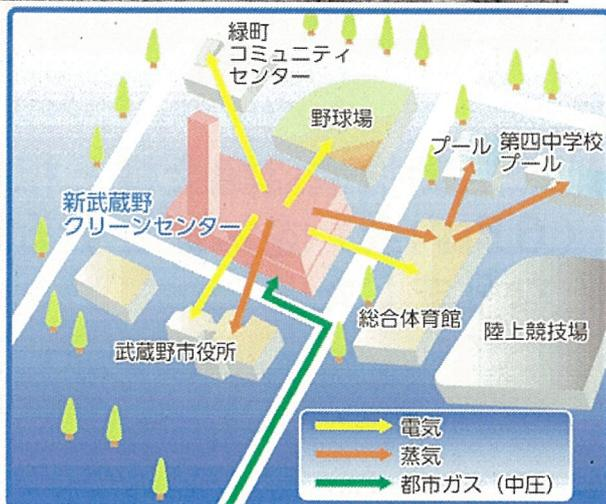 緑町
コミュニティ
センター
野球場
プール
第四中学校
プール
新武蔵野
クリーンセンター
総合体育館
陸上競技場
武蔵野市役所
電気
蒸気
都市ガス（中圧）